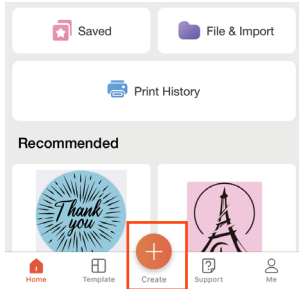 Saved
File & Import
Print History
Recommended
Thank
you
Home
Template
Create
Support
Me